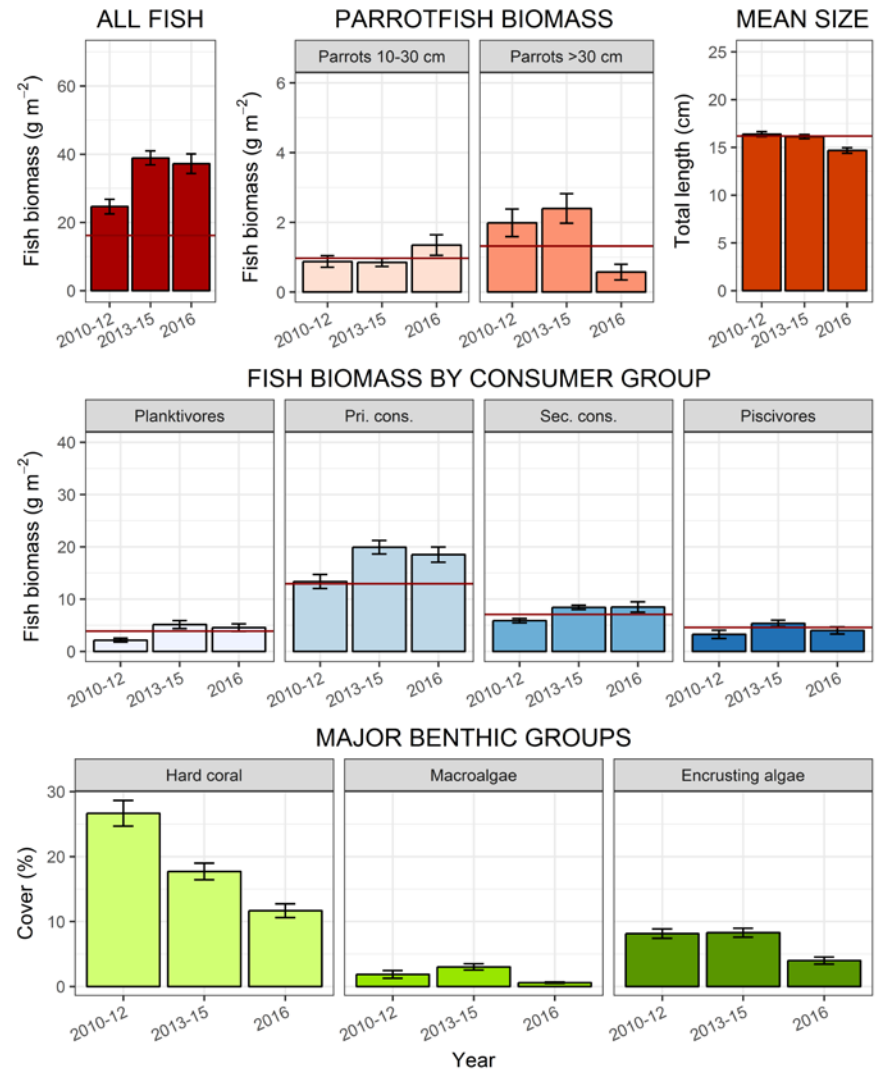 ALL FISH
PARROTFISH BIOMASS
MEAN SIZE
Parrots 10-30 cm
Parrots >30 cm
Fish biomass (g m⁻²)
60
40
20
0
2010-12
2013-15
2016
Fish biomass (g m⁻²)
6
4
2
0
2010-12
2013-15
2016
2010-12
2013-15
2016
Total length (cm)
25
20
15
10
5
0
2010-12
2013-15
2016
FISH BIOMASS BY CONSUMER GROUP
Planktivores
Pri. cons.
Sec. cons.
Piscivores
Fish biomass (g m⁻²)
40
30
20
10
0
2010-12
2013-15
2016
2010-12
2013-15
2016
2010-12
2013-15
2016
2010-12
2013-15
2016
MAJOR BENTHIC GROUPS
Hard coral
Macroalgae
Encrusting algae
Cover (%)
30
20
10
0
2010-12
2013-15
2016
2010-12
2013-15
2016
2010-12
2013-15
2016
Year